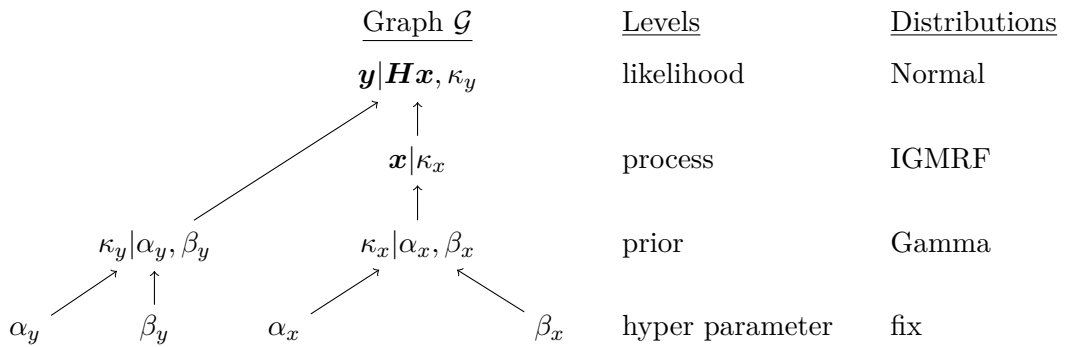 Graph 𝒢 Levels Distributions
y|Hx, κ_y likelihood Normal
x|κ_x process IGMRF
κ_y|α_y, β_y κ_x|α_x, β_x prior Gamma
α_y β_y α_x β_x hyper parameter fix